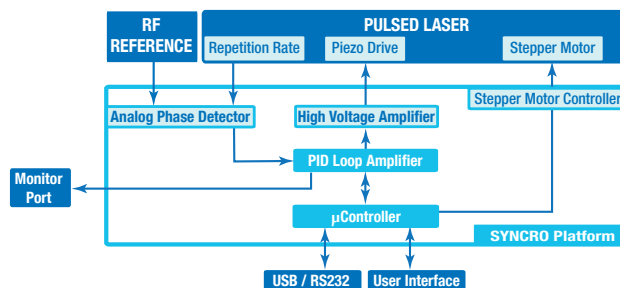 RF
REFERENCE
PULSED LASER
Repetition Rate
Piezo Drive
Stepper Motor
Stepper Motor Controller
Analog Phase Detector
High Voltage Amplifier
PID Loop Amplifier
Monitor
Port
µController
SYNCRO Platform
USB / RS232
User Interface